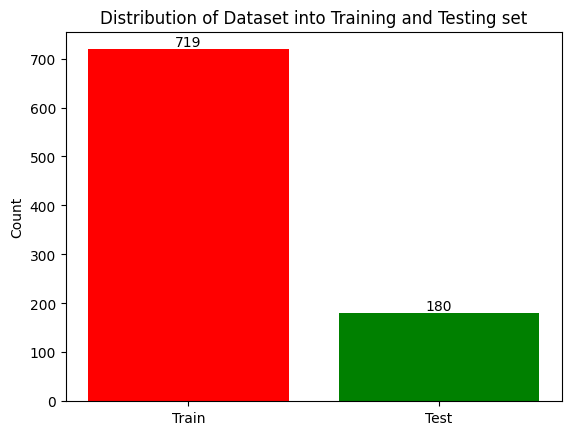 Distribution of Dataset into Training and Testing set
Count
700
600
500
400
300
200
100
0
719
180
Train
Test